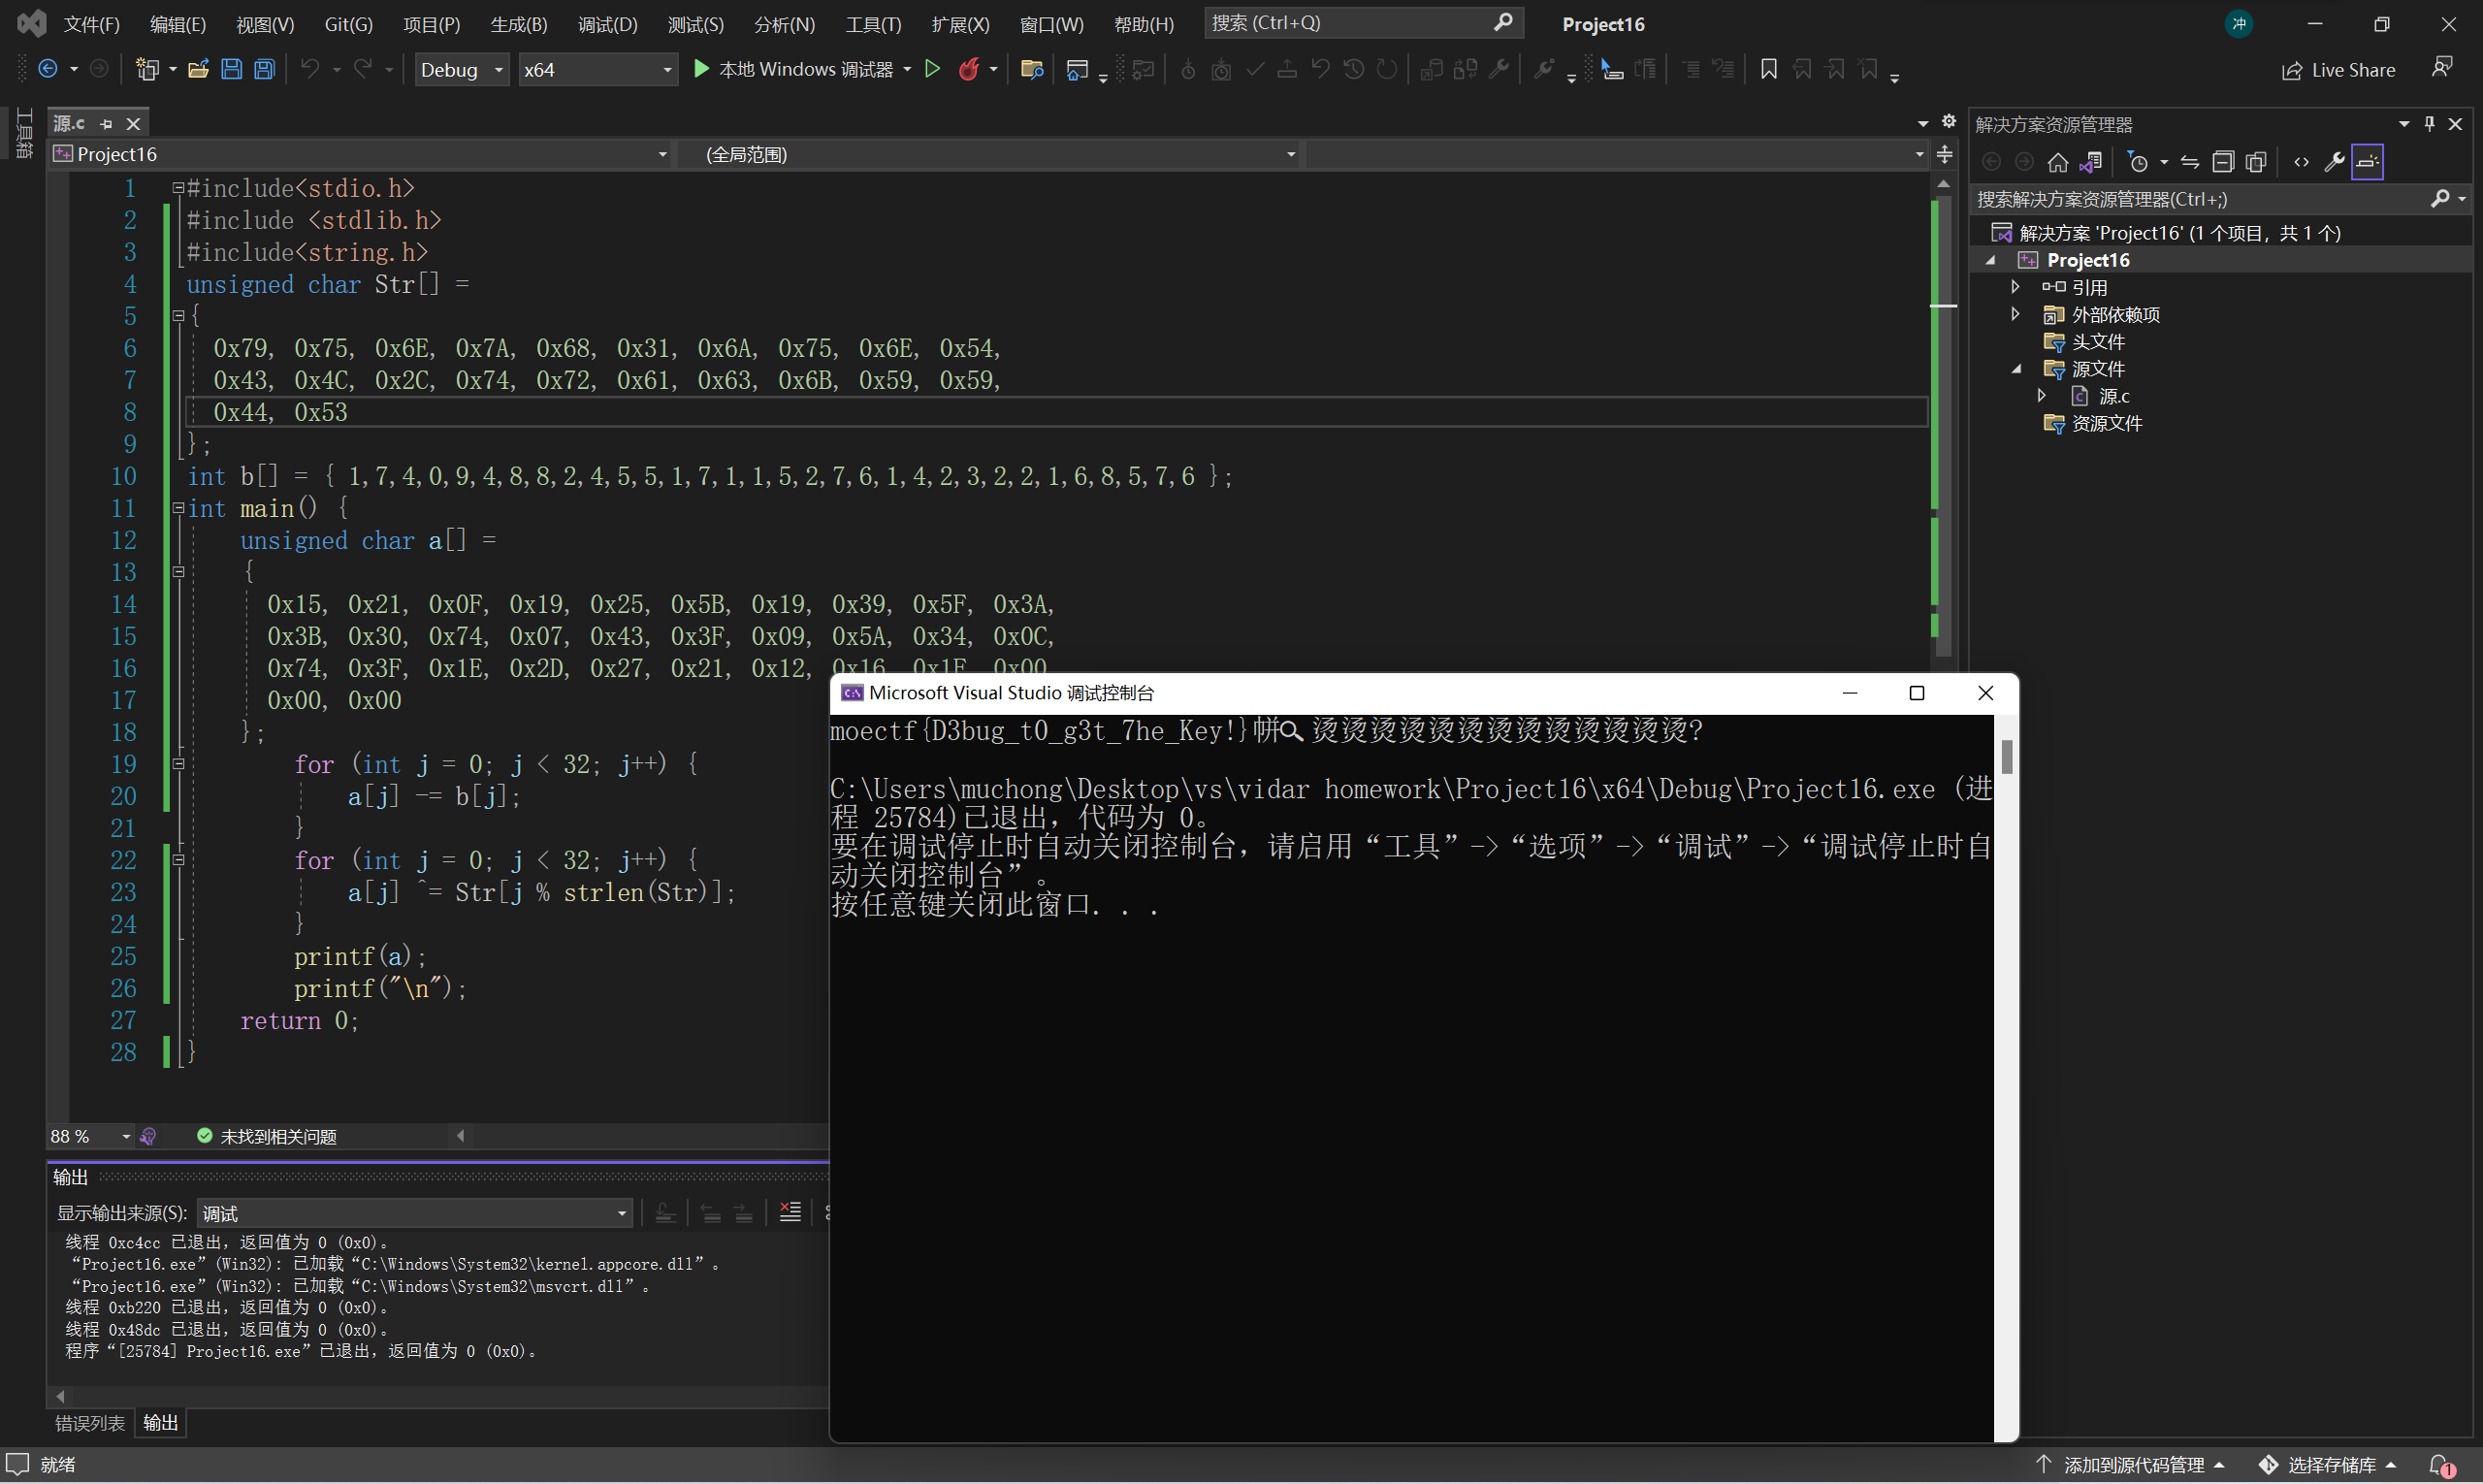 文件(F) 编辑(E) 视图(V) Git(G) 项目(P) 生成(B) 调试(D) 测试(S) 分析(N) 工具(T) 扩展(X) 窗口(W) 帮助(H) 搜索 (Ctrl+Q) Project16 冲
Debug x64 本地 Windows 调试器 Live Share
工具箱
源.c
Project16 (全局范围)
1 #include<stdio.h>
2 #include <stdlib.h>
3 #include<string.h>
4 unsigned char Str[] =
5 {
6 0x79, 0x75, 0x6E, 0x7A, 0x68, 0x31, 0x6A, 0x75, 0x6E, 0x54,
7 0x43, 0x4C, 0x2C, 0x74, 0x72, 0x61, 0x63, 0x6B, 0x59, 0x59,
8 0x44, 0x53
9 };
10 int b[] = { 1,7,4,0,9,4,8,8,2,4,5,5,1,7,1,1,5,2,7,6,1,4,2,3,2,2,1,6,8,5,7,6 };
11 int main() {
12 unsigned char a[] =
13 {
14 0x15, 0x21, 0x0F, 0x19, 0x25, 0x5B, 0x19, 0x39, 0x5F, 0x3A,
15 0x3B, 0x30, 0x74, 0x07, 0x43, 0x3F, 0x09, 0x5A, 0x34, 0x0C,
16 0x74, 0x3F, 0x1E, 0x2D, 0x27, 0x21, 0x12, 0x16, 0x1F, 0x00,
17 0x00, 0x00
18 };
19 for (int j = 0; j < 32; j++) {
20 a[j] -= b[j];
21 }
22 for (int j = 0; j < 32; j++) {
23 a[j] ^= Str[j % strlen(Str)];
24 }
25 printf(a);
26 printf("\n");
27 return 0;
28 }
88 % 未找到相关问题
输出
显示输出来源(S): 调试
线程 0xc4cc 已退出，返回值为 0 (0x0)。
“Project16.exe”(Win32): 已加载“C:\Windows\System32\kernel.appcore.dll”。
“Project16.exe”(Win32): 已加载“C:\Windows\System32\msvcrt.dll”。
线程 0xb220 已退出，返回值为 0 (0x0)。
线程 0x48dc 已退出，返回值为 0 (0x0)。
程序“[25784] Project16.exe”已退出，返回值为 0 (0x0)。
错误列表 输出
Microsoft Visual Studio 调试控制台
moectf{D3bug_t0_g3t_7he_Key!} 烫烫烫烫烫烫烫烫烫烫烫烫烫?
C:\Users\muchong\Desktop\vs\vidar homework\Project16\x64\Debug\Project16.exe (进
程 25784)已退出，代码为 0。
要在调试停止时自动关闭控制台，请启用“工具”->“选项”->“调试”->“调试停止时自
动关闭控制台”。
按任意键关闭此窗口. . .
解决方案资源管理器
搜索解决方案资源管理器(Ctrl+;)
解决方案 'Project16' (1 个项目，共 1 个)
Project16
引用
外部依赖项
头文件
源文件
源.c
资源文件
就绪 添加到源代码管理 选择存储库 1